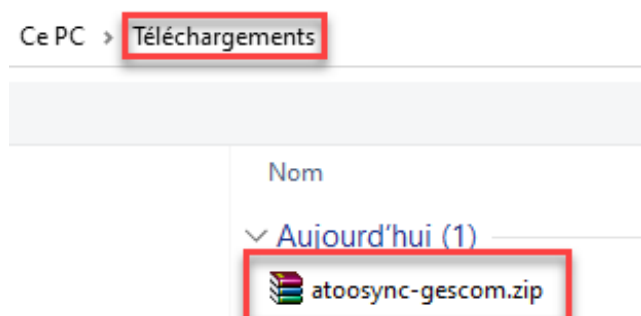 Ce PC > Téléchargements
Nom
Aujourd'hui (1)
atoosync-gescom.zip